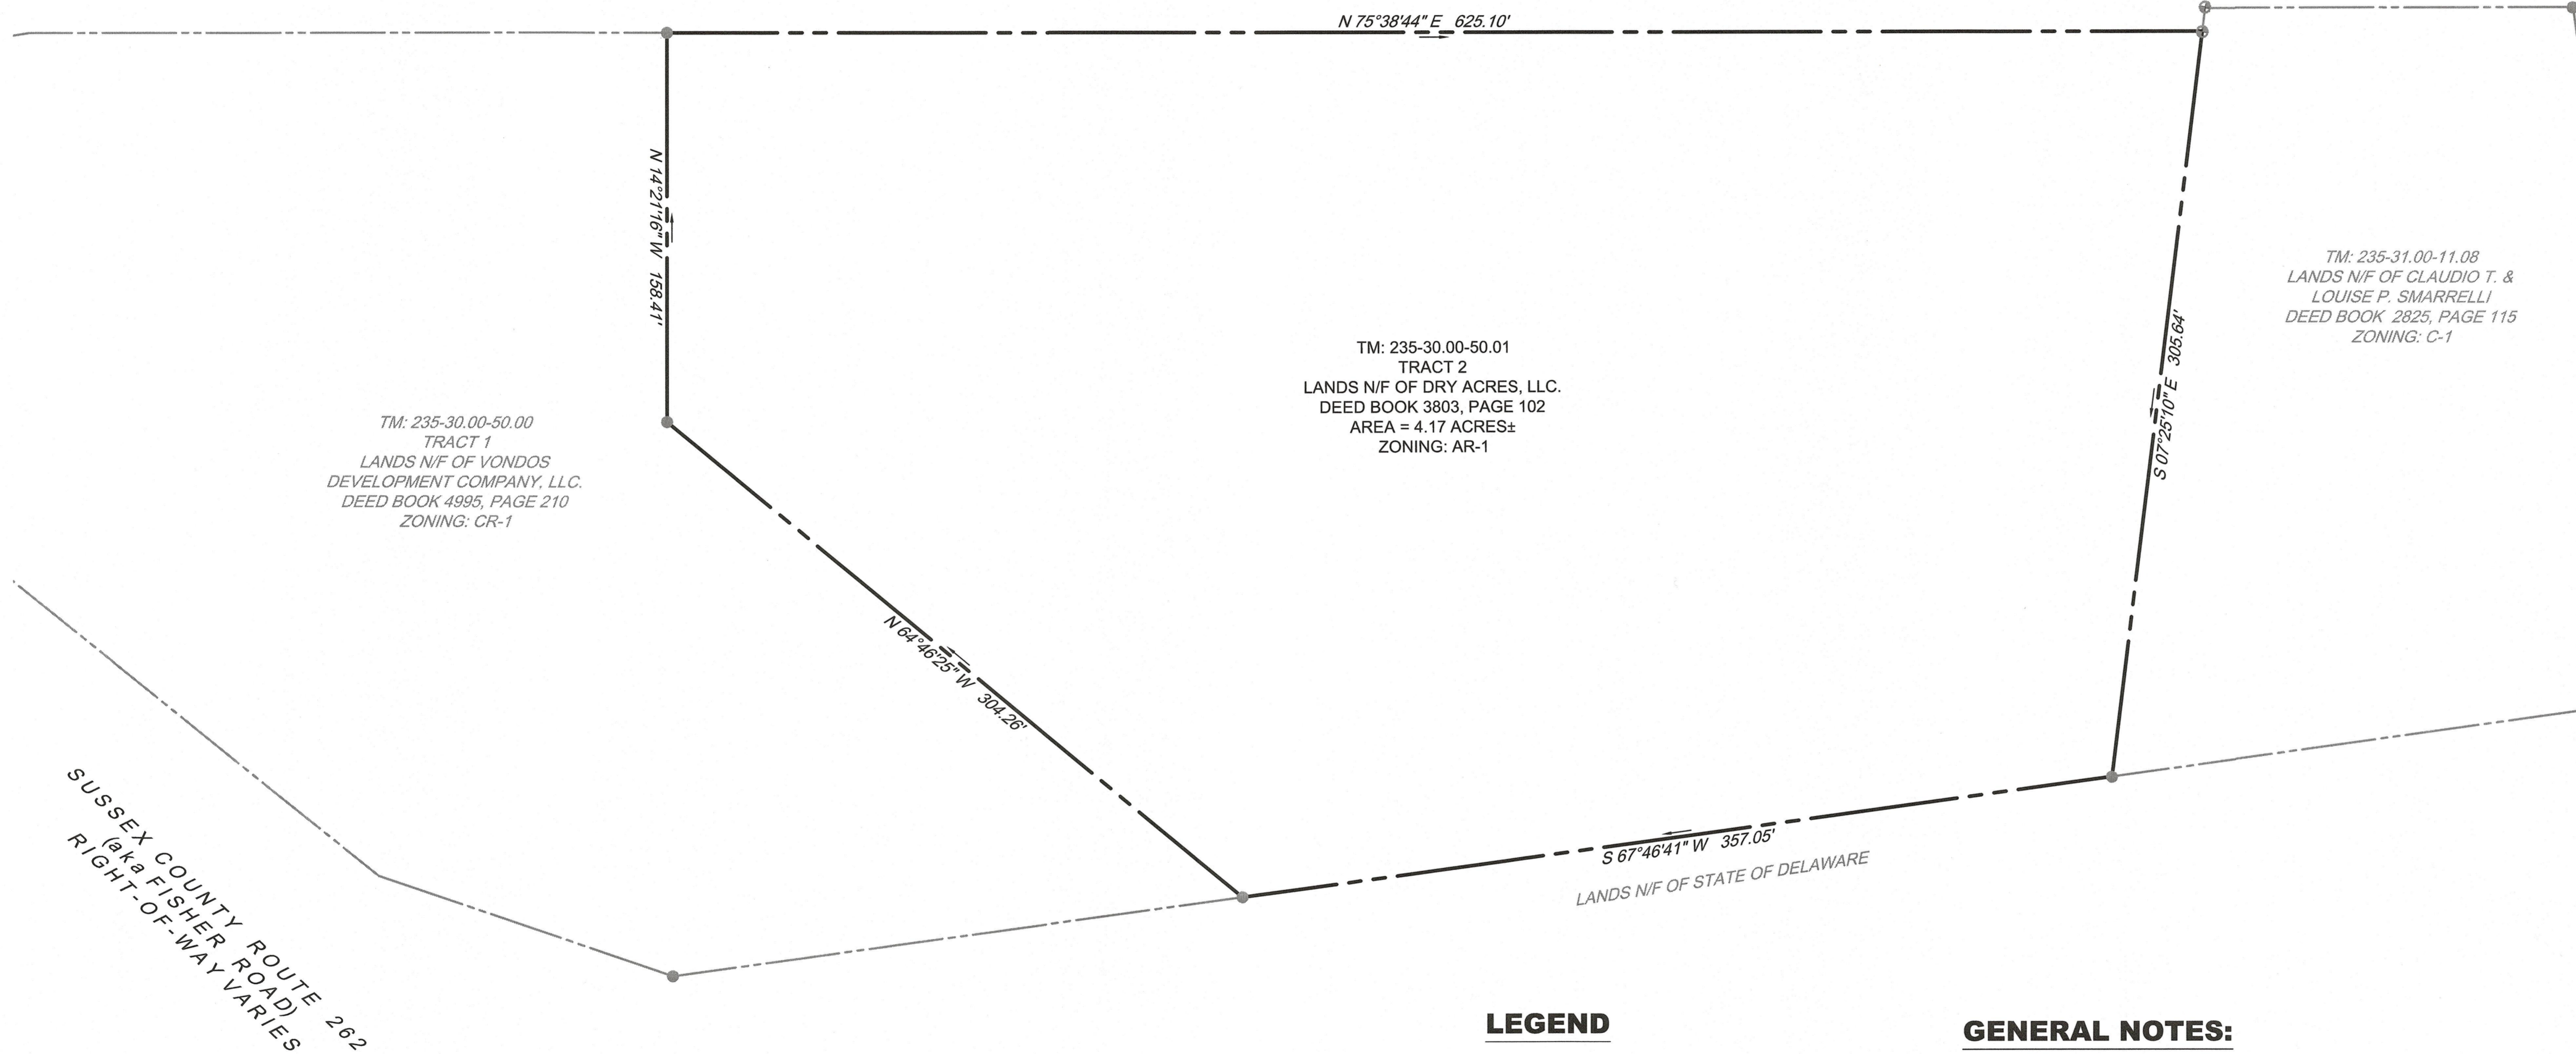 N 75°38'44" E 625.10'
N 14°21'16" W 158.41'
S 07°25'10" E 305.64'
TM: 235-31.00-11.08
LANDS N/F OF CLAUDIO T. &
LOUISE P. SMARRELLI
DEED BOOK 2825, PAGE 115
ZONING: C-1
TM: 235-30.00-50.01
TRACT 2
LANDS N/F OF DRY ACRES, LLC.
DEED BOOK 3803, PAGE 102
AREA = 4.17 ACRES±
ZONING: AR-1
TM: 235-30.00-50.00
TRACT 1
LANDS N/F OF VONDOS
DEVELOPMENT COMPANY, LLC.
DEED BOOK 4995, PAGE 210
ZONING: CR-1
N 64°46'25" W 304.26'
S 67°46'41" W 357.05'
LANDS N/F OF STATE OF DELAWARE
SUSSEX COUNTY ROUTE 262
(aka FISHER ROAD)
RIGHT-OF-WAY VARIES
LEGEND
GENERAL NOTES: